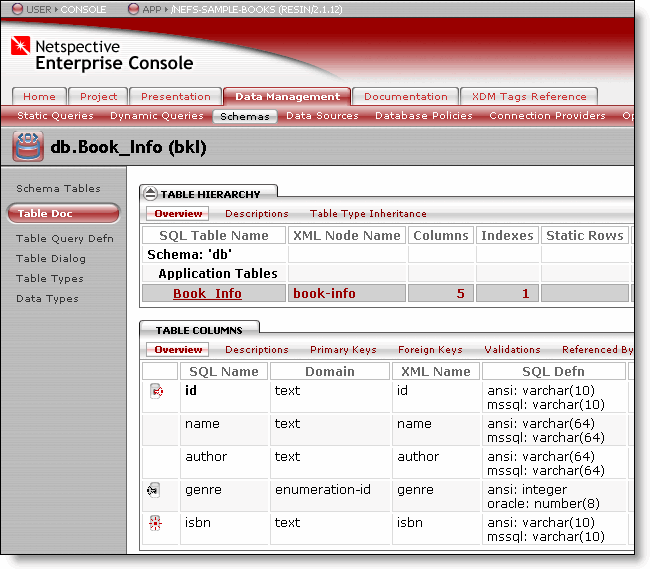 USER ▸ CONSOLE APP ▸ /NEFS-SAMPLE-BOOKS (RESIN/2.1.12)
Netspective
Enterprise Console
Home Project Presentation Data Management Documentation XDM Tags Reference
Static Queries Dynamic Queries Schemas Data Sources Database Policies Connection Providers
db.Book_Info (bkl)
Schema Tables
Table Doc
Table Query Defn
Table Dialog
Table Types
Data Types
TABLE HIERARCHY
Overview Descriptions Table Type Inheritance
SQL Table Name XML Node Name Columns Indexes Static Rows
Schema: 'db'
Application Tables
Book_Info book-info 5 1
TABLE COLUMNS
Overview Descriptions Primary Keys Foreign Keys Validations Referenced By
SQL Name Domain XML Name SQL Defn
id text id ansi: varchar(10)
mssql: varchar(10)
name text name ansi: varchar(64)
mssql: varchar(64)
author text author ansi: varchar(64)
mssql: varchar(64)
genre enumeration-id genre ansi: integer
oracle: number(8)
isbn text isbn ansi: varchar(10)
mssql: varchar(10)